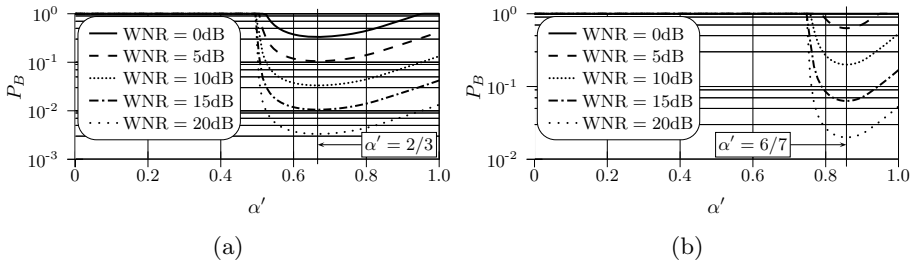 10^0
10^-1
10^-2
10^-3
P_B
WNR = 0dB
WNR = 5dB
WNR = 10dB
WNR = 15dB
WNR = 20dB
α′ = 2/3
0 0.2 0.4 0.6 0.8 1.0
α′
(a)
10^0
10^-1
10^-2
P_B
WNR = 0dB
WNR = 5dB
WNR = 10dB
WNR = 15dB
WNR = 20dB
α′ = 6/7
0 0.2 0.4 0.6 0.8 1.0
α′
(b)